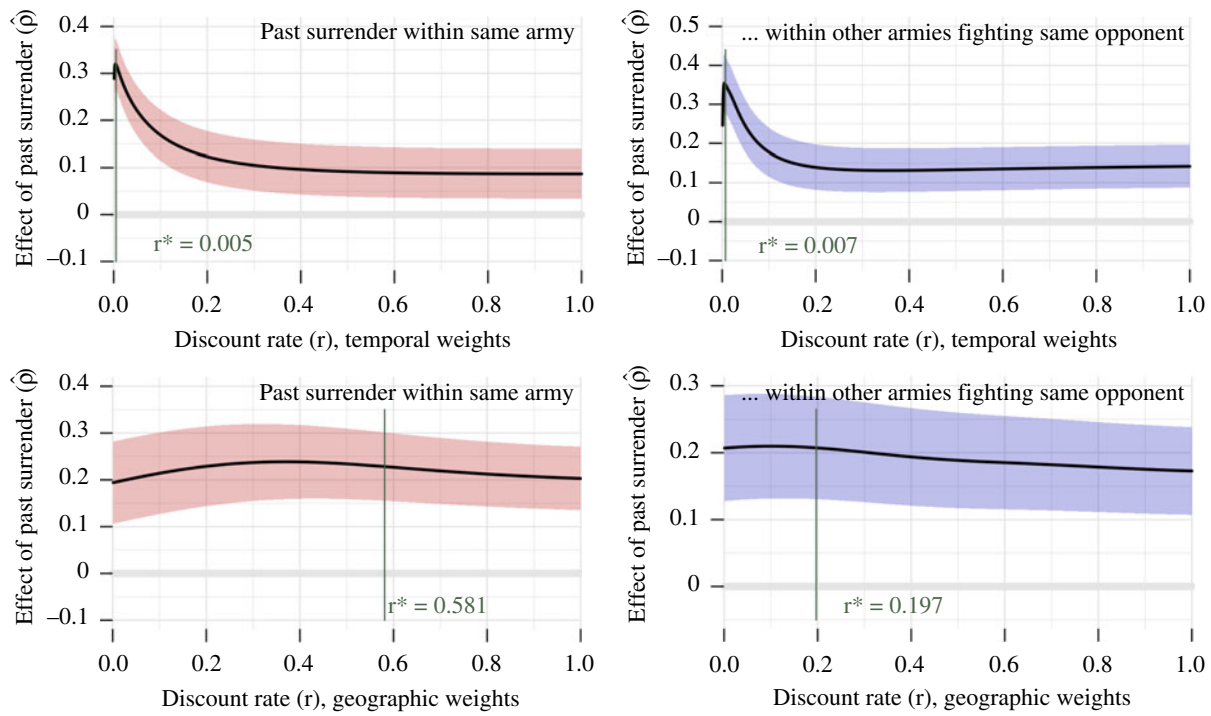 Past surrender within same army
Effect of past surrender (ρ̂)
0.4
0.3
0.2
0.1
0
–0.1
r* = 0.005
0.0 0.2 0.4 0.6 0.8 1.0
Discount rate (r), temporal weights
... within other armies fighting same opponent
Effect of past surrender (ρ̂)
0.5
0.4
0.3
0.2
0.1
0
–0.1
r* = 0.007
0.0 0.2 0.4 0.6 0.8 1.0
Discount rate (r), temporal weights
Past surrender within same army
Effect of past surrender (ρ̂)
0.4
0.3
0.2
0.1
0
–0.1
r* = 0.581
0.0 0.2 0.4 0.6 0.8 1.0
Discount rate (r), geographic weights
... within other armies fighting same opponent
Effect of past surrender (ρ̂)
0.3
0.2
0.1
0
r* = 0.197
0.0 0.2 0.4 0.6 0.8 1.0
Discount rate (r), geographic weights